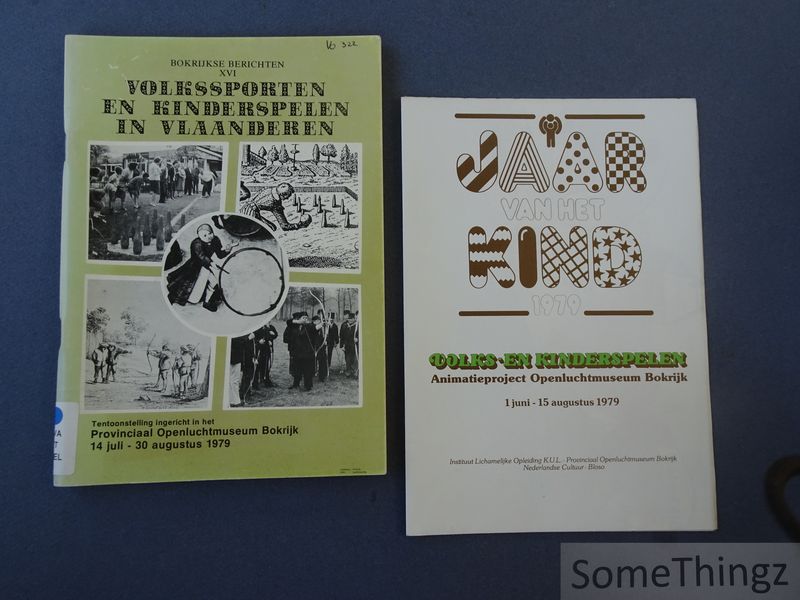 V6 322
BOKRIJKSE BERICHTEN
XVI
VOLKSSPORTEN
EN KINDERSPELEN
IN VLAANDEREN
Tentoonstelling ingericht in het
Provinciaal Openluchtmuseum Bokrijk
14 juli - 30 augustus 1979
JAAR
VAN HET
KIND
1979
VOLKS-EN KINDERSPELEN
Animatieproject Openluchtmuseum Bokrijk
1 juni - 15 augustus 1979
Instituut Lichamelijke Opleiding K.U.L. - Provinciaal Openluchtmuseum Bokrijk
Nederlandse Cultuur - Bloso
SomeThingz